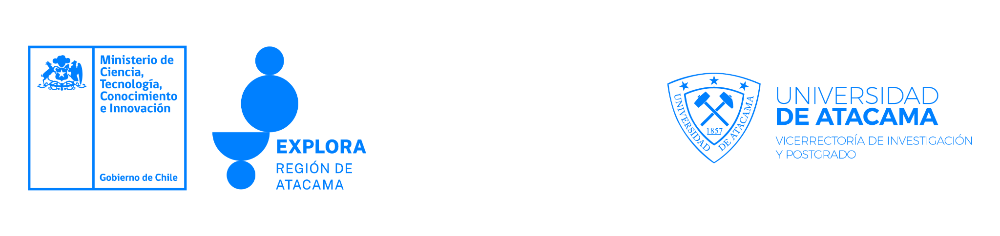 Ministerio de
Ciencia,
Tecnología,
Conocimiento
e Innovación
Gobierno de Chile
EXPLORA
REGIÓN DE
ATACAMA
UNIVERSIDAD DE ATACAMA
1857
UNIVERSIDAD
DE ATACAMA
VICERRECTORÍA DE INVESTIGACIÓN
Y POSTGRADO